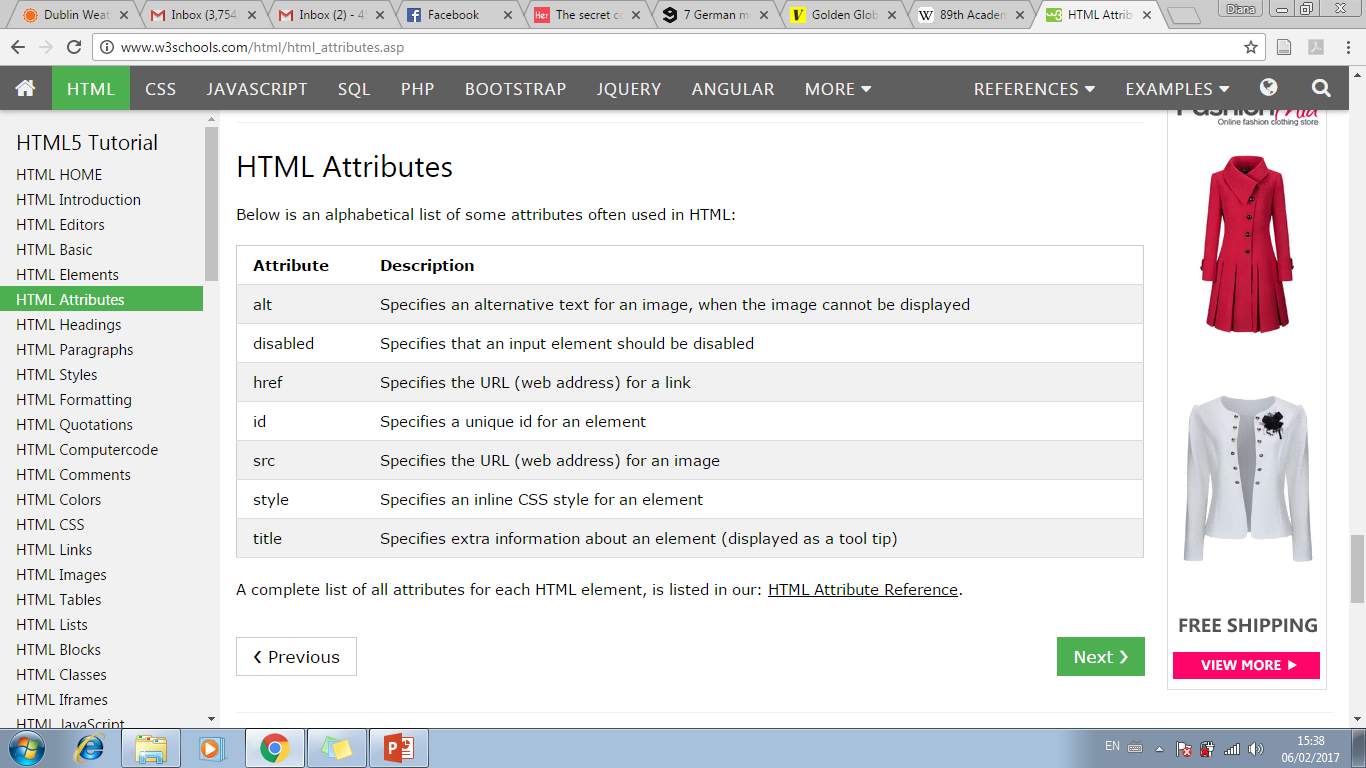 Dublin Weat
Inbox (3,754
Inbox (2) - 4
Facebook
The secret c
7 German m
Golden Glob
89th Acade
HTML Attrib
Diana
www.w3schools.com/html/html_attributes.asp
HTML CSS JAVASCRIPT SQL PHP BOOTSTRAP JQUERY ANGULAR MORE REFERENCES EXAMPLES
HTML5 Tutorial
HTML HOME
HTML Introduction
HTML Editors
HTML Basic
HTML Elements
HTML Attributes
HTML Headings
HTML Paragraphs
HTML Styles
HTML Formatting
HTML Quotations
HTML Computercode
HTML Comments
HTML Colors
HTML CSS
HTML Links
HTML Images
HTML Tables
HTML Lists
HTML Blocks
HTML Classes
HTML Iframes
HTML JavaScript
HTML Attributes
Below is an alphabetical list of some attributes often used in HTML:
Attribute Description
alt Specifies an alternative text for an image, when the image cannot be displayed
disabled Specifies that an input element should be disabled
href Specifies the URL (web address) for a link
id Specifies a unique id for an element
src Specifies the URL (web address) for an image
style Specifies an inline CSS style for an element
title Specifies extra information about an element (displayed as a tool tip)
A complete list of all attributes for each HTML element, is listed in our: HTML Attribute Reference.
❮ Previous
Next ❯
Online fashion clothing store
FREE SHIPPING
VIEW MORE ▶
EN
15:38
06/02/2017